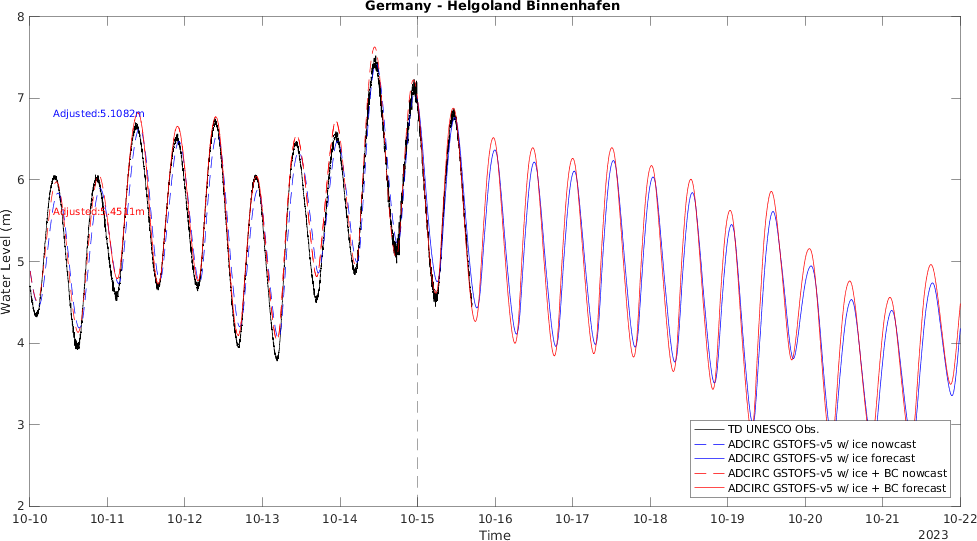 Germany - Helgoland Binnenhafen
8
7
6
5
4
3
2
Water Level (m)
Adjusted:5.1082m
Adjusted:5.4511m
TD UNESCO Obs.
ADCIRC GSTOFS-v5 w/ ice nowcast
ADCIRC GSTOFS-v5 w/ ice forecast
ADCIRC GSTOFS-v5 w/ ice + BC nowcast
ADCIRC GSTOFS-v5 w/ ice + BC forecast
10-10 10-11 10-12 10-13 10-14 10-15 10-16 10-17 10-18 10-19 10-20 10-21 10-22
Time
2023